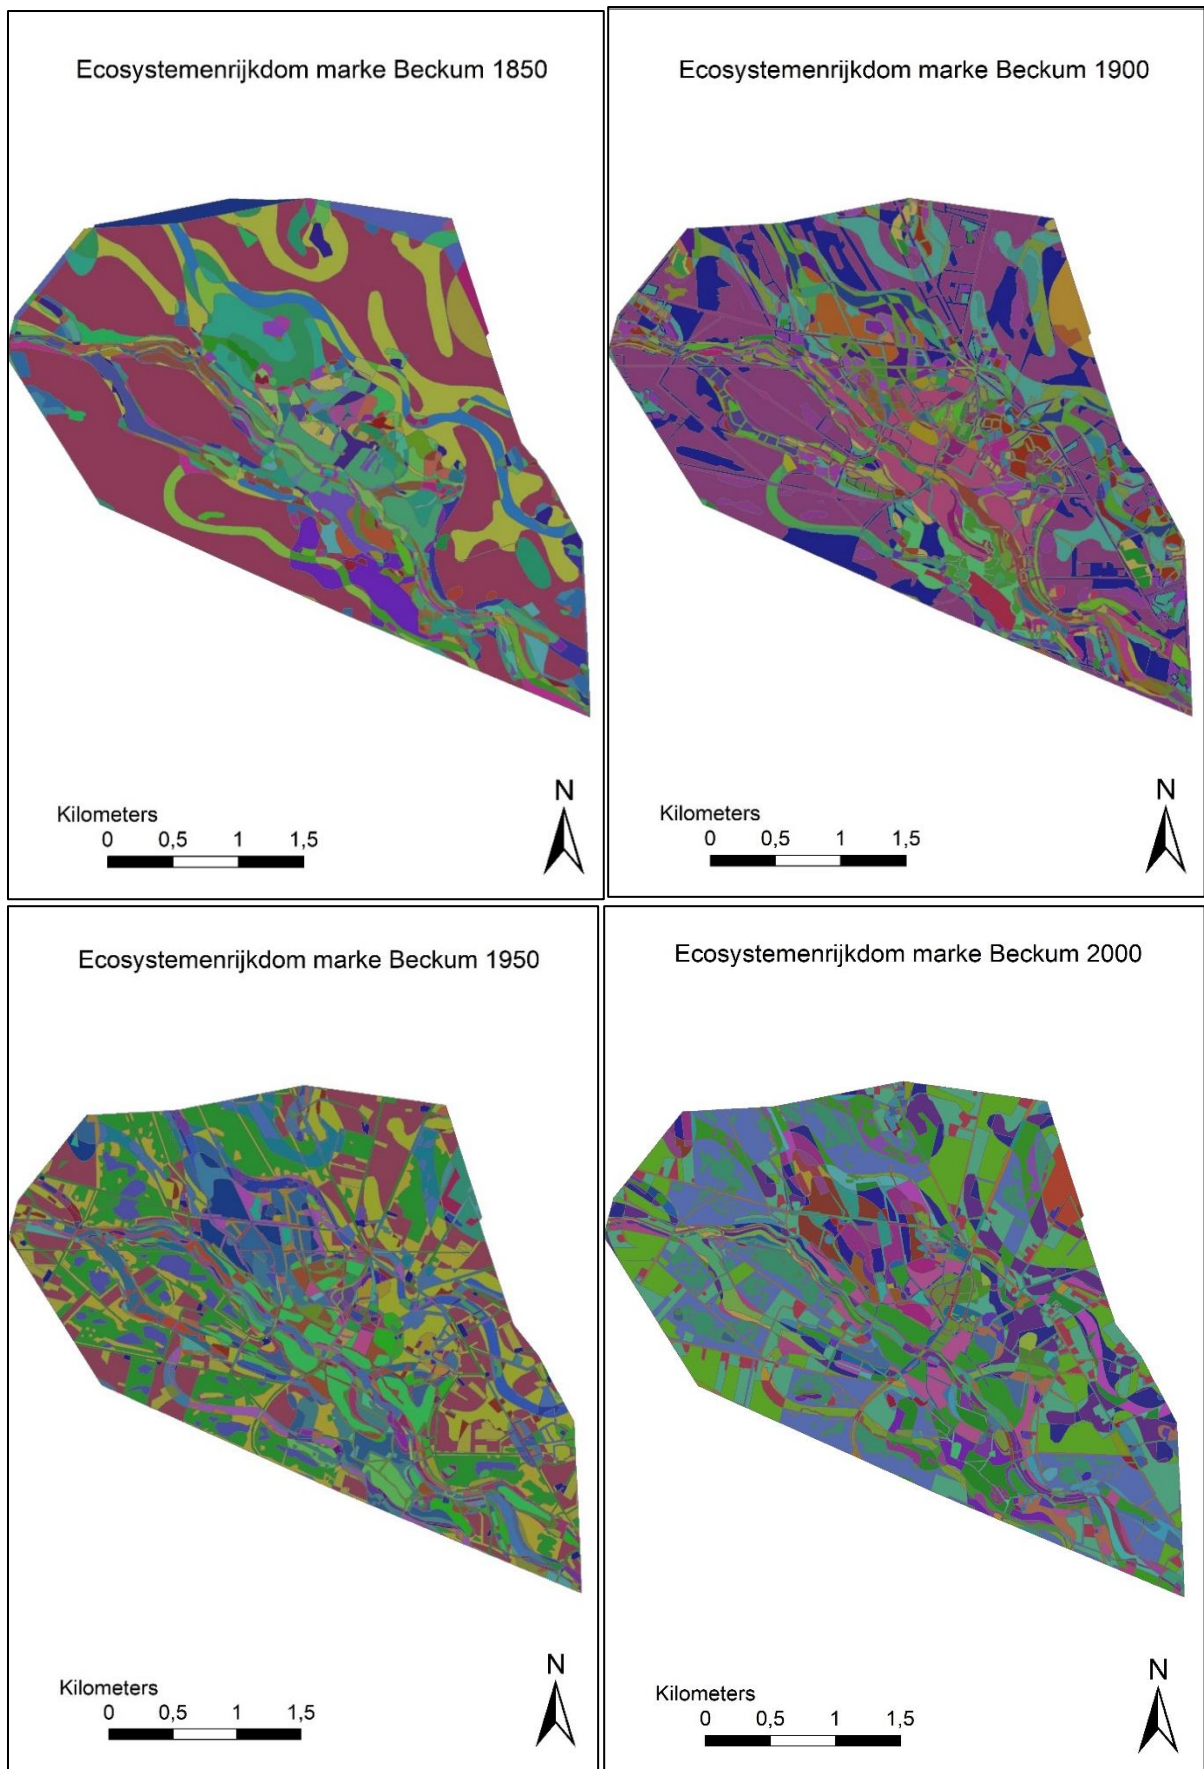 Ecosystemenrijkdom marke Beckum 1850
N
Kilometers
0 0,5 1 1,5
Ecosystemenrijkdom marke Beckum 1900
N
Kilometers
0 0,5 1 1,5
Ecosystemenrijkdom marke Beckum 1950
N
Kilometers
0 0,5 1 1,5
Ecosystemenrijkdom marke Beckum 2000
N
Kilometers
0 0,5 1 1,5